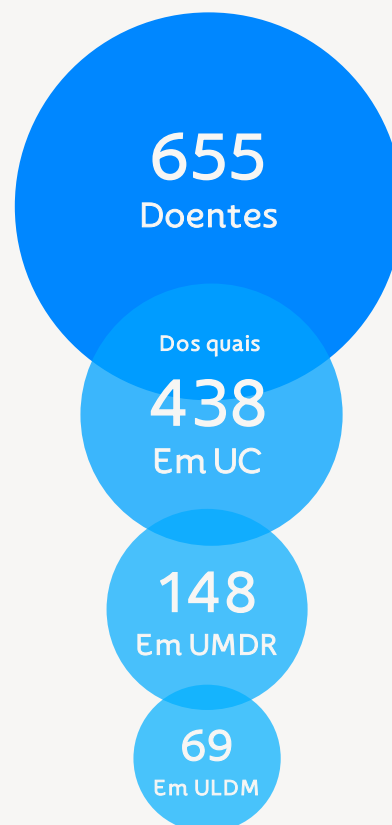 655
Doentes
Dos quais
438
Em UC
148
Em UMDR
69
Em ULDM